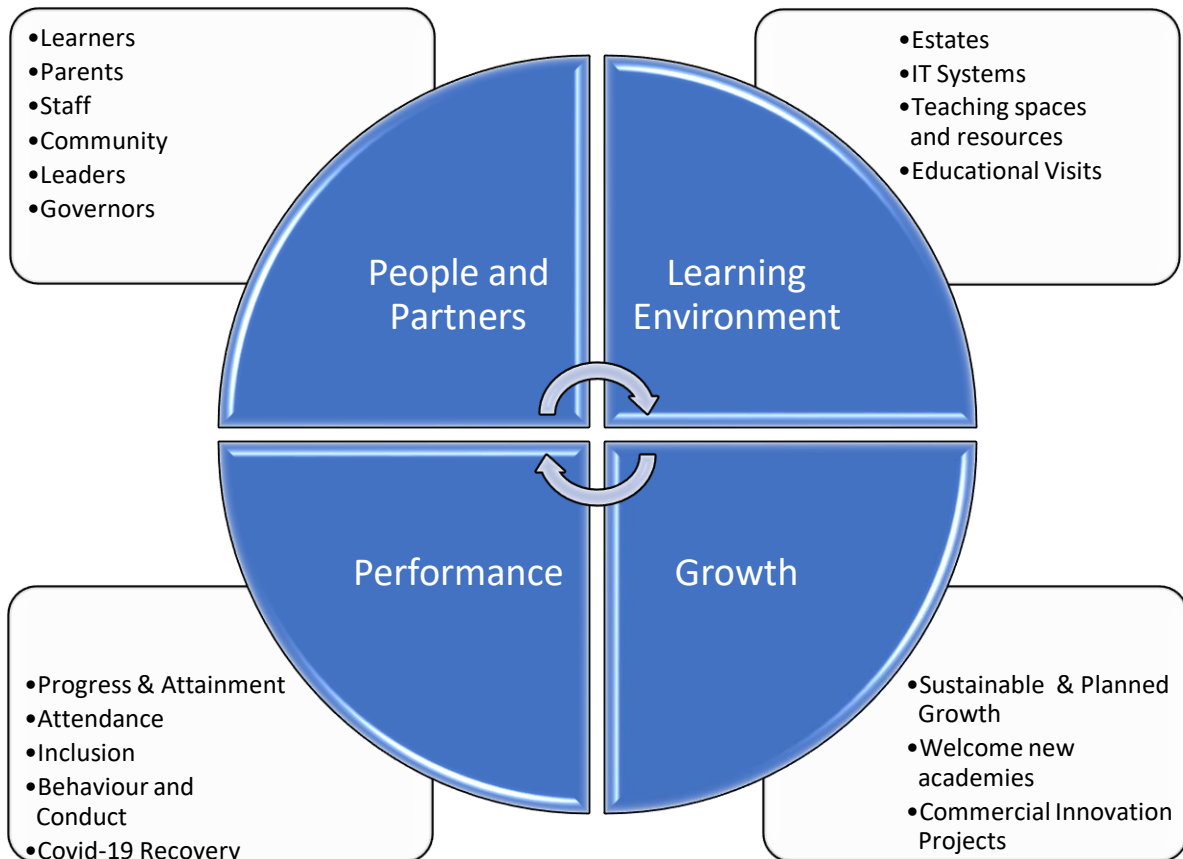 •Learners
•Parents
•Staff
•Community
•Leaders
•Governors
•Estates
•IT Systems
•Teaching spaces
and resources
•Educational Visits
People and
Partners
Learning
Environment
Performance
Growth
•Progress & Attainment
•Attendance
•Inclusion
•Behaviour and
Conduct
•Covid-19 Recovery
•Sustainable & Planned
Growth
•Welcome new
academies
•Commercial Innovation
Projects